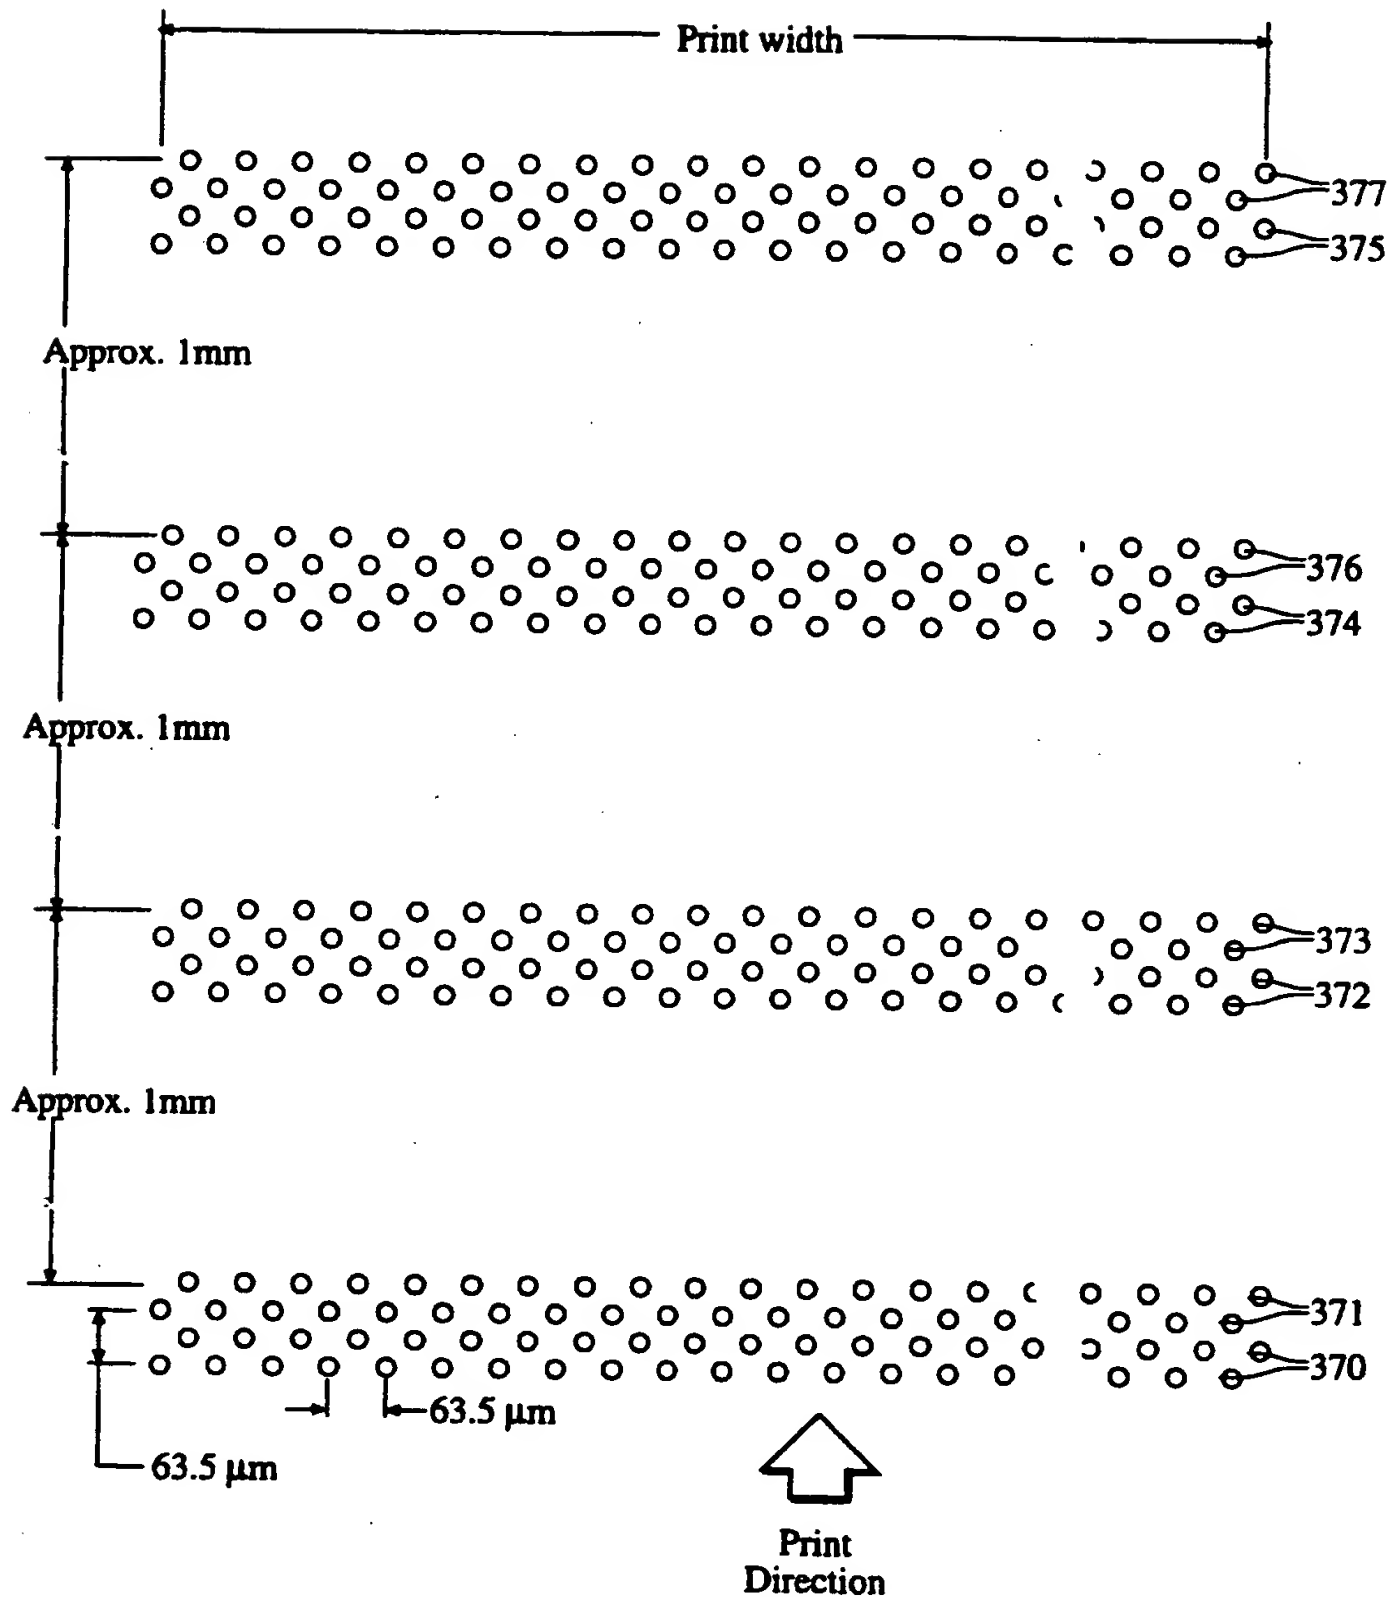 Print width
377
375
Approx. 1mm
376
374
Approx. 1mm
373
372
Approx. 1mm
371
370
63.5 μm
63.5 μm
Print
Direction